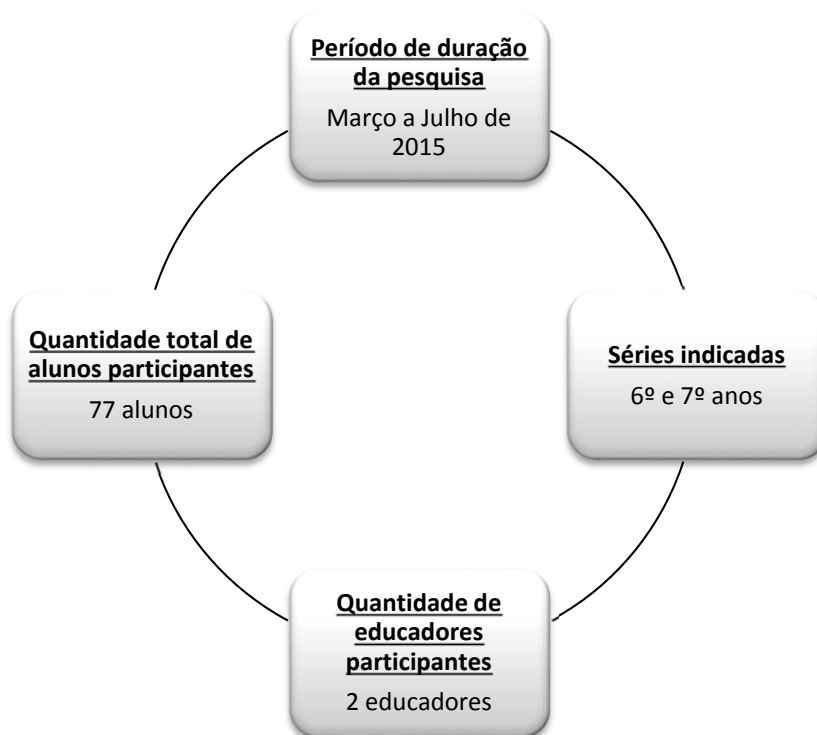 Período de duração
da pesquisa
Março a Julho de
2015
Quantidade total de
alunos participantes
77 alunos
Séries indicadas
6º e 7º anos
Quantidade de
educadores
participantes
2 educadores